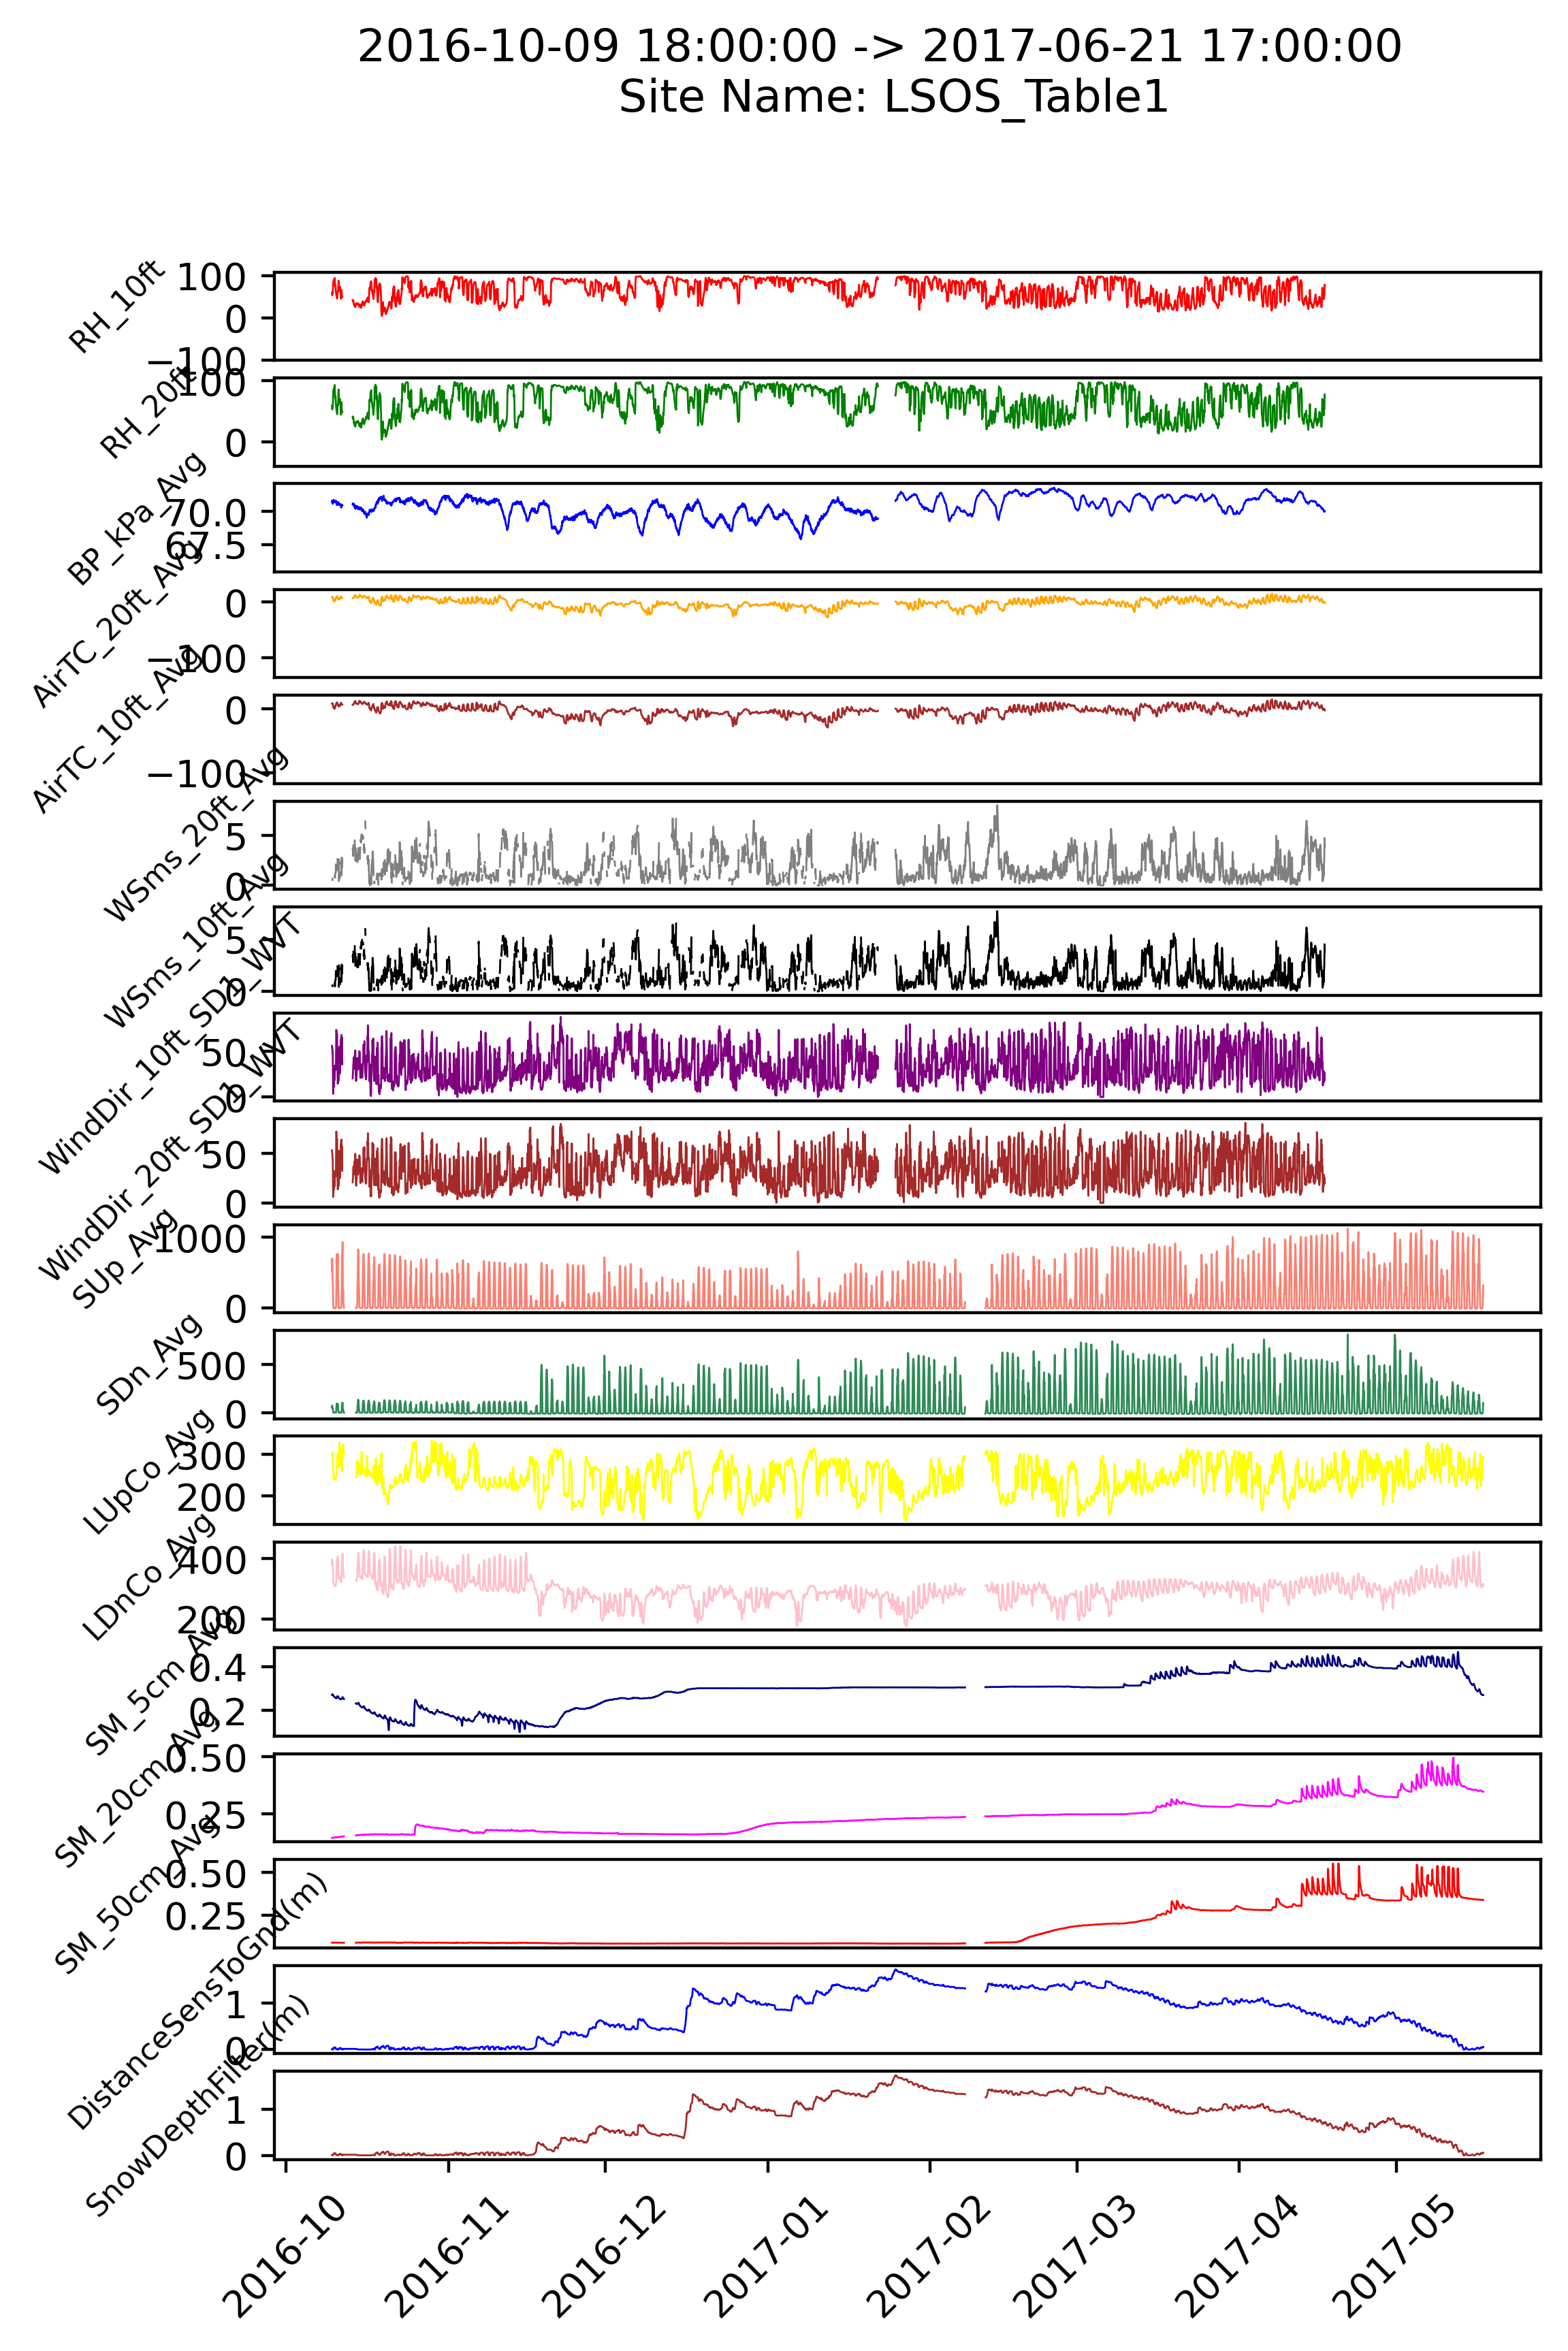 2016-10-09 18:00:00 -> 2017-06-21 17:00:00
Site Name: LSOS_Table1
RH_10ft
100
0
−100
RH_20ft
100
0
BP_kPa_Avg
70.0
67.5
AirTC_20ft_Avg
0
−100
AirTC_10ft_Avg
0
−100
WSms_20ft_Avg
5
0
WSms_10ft_Avg
5
0
WindDir_10ft_SD1_WVT
50
0
WindDir_20ft_SD1_WVT
50
0
SUp_Avg
1000
0
SDn_Avg
500
0
LUpCo_Avg
300
200
LDnCo_Avg
400
200
SM_5cm_Avg
0.4
0.2
SM_20cm_Avg
0.50
0.25
SM_50cm_Avg
0.50
0.25
DistanceSensToGnd(m)
1
0
SnowDepthFilter(m)
1
0
2016-10
2016-11
2016-12
2017-01
2017-02
2017-03
2017-04
2017-05